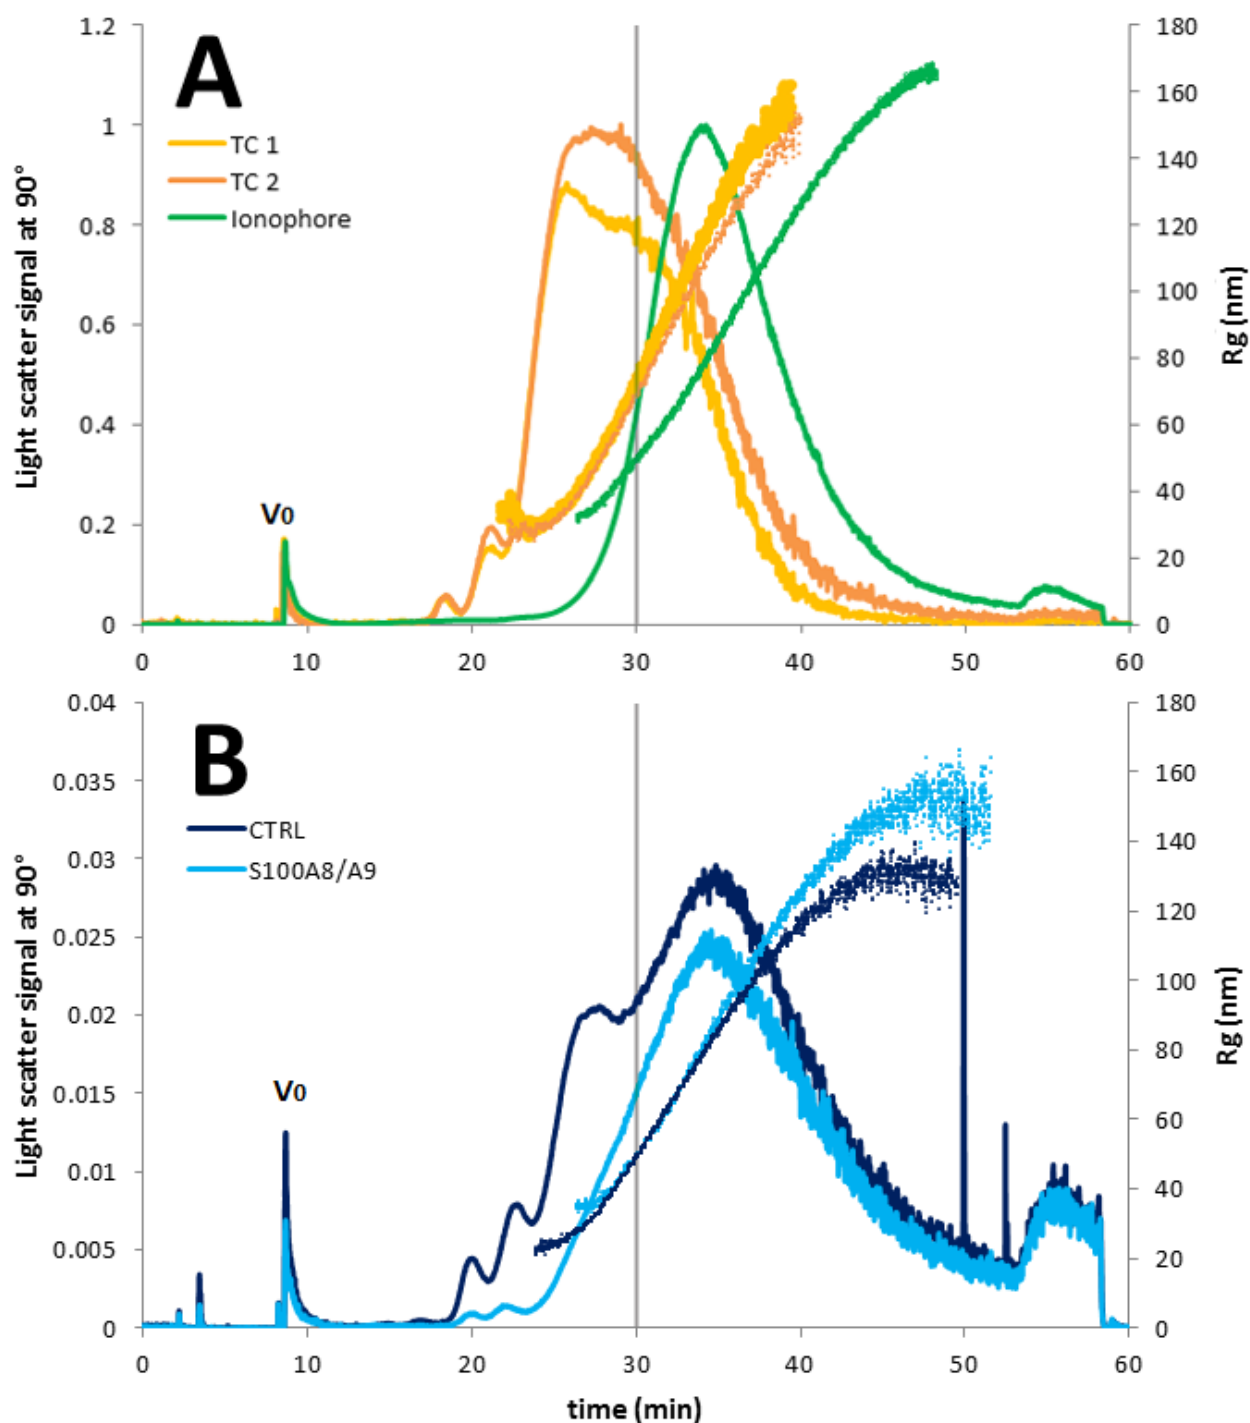 A
TC 1
TC 2
Ionophore
V0
Light scatter signal at 90°
Rg (nm)
1.2
1
0.8
0.6
0.4
0.2
0
180
160
140
120
100
80
60
40
20
0
0 10 20 30 40 50 60
B
CTRL
S100A8/A9
V0
Light scatter signal at 90°
Rg (nm)
0.04
0.035
0.03
0.025
0.02
0.015
0.01
0.005
0
180
160
140
120
100
80
60
40
20
0
0 10 20 30 40 50 60
time (min)